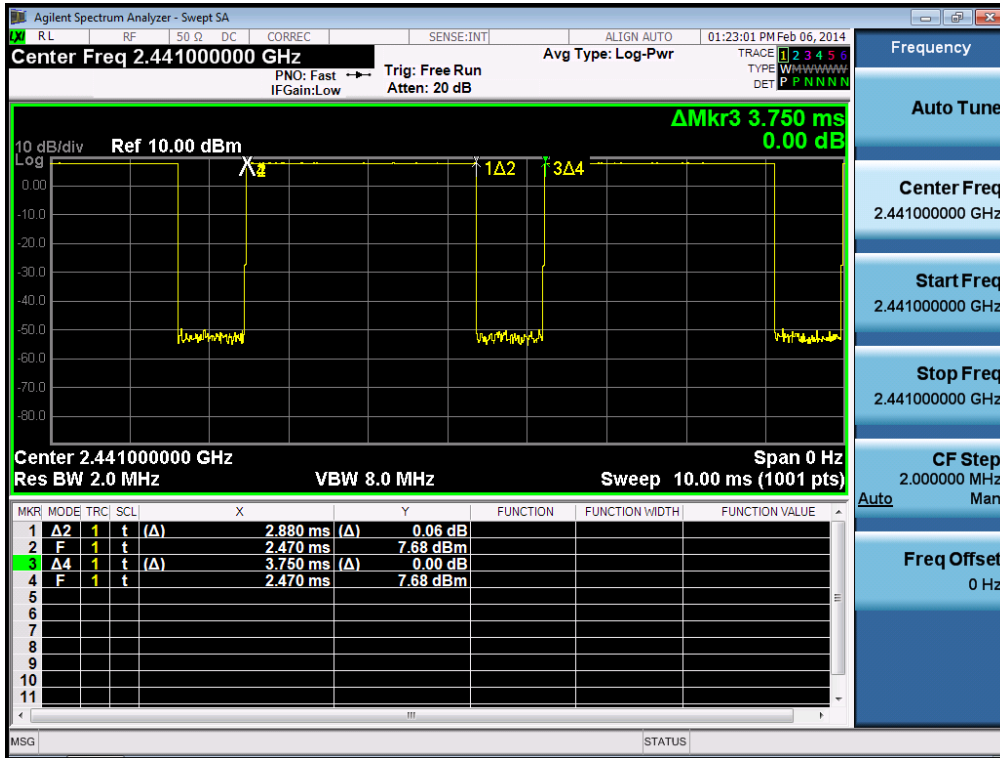 Agilent Spectrum Analyzer - Swept SA
LXI RL RF 50 Ω DC CORREC SENSE:INT ALIGN AUTO 01:23:01 PM Feb 06, 2014
Center Freq 2.441000000 GHz
PNO: Fast
IFGain:Low
Trig: Free Run
Atten: 20 dB
Avg Type: Log-Pwr
TRACE 1 2 3 4 5 6
TYPE WMWWWW
DET P P N N N N
ΔMkr3 3.750 ms
0.00 dB
10 dB/div
Log
Ref 10.00 dBm
1Δ2
3Δ4
0.00
-10.0
-20.0
-30.0
-40.0
-50.0
-60.0
-70.0
-80.0
Center 2.441000000 GHz Span 0 Hz
Res BW 2.0 MHz VBW 8.0 MHz Sweep 10.00 ms (1001 pts)
MKR MODE TRC SCL X Y FUNCTION FUNCTION WIDTH FUNCTION VALUE
1 Δ2 1 t (Δ) 2.880 ms (Δ) 0.06 dB
2 F 1 t 2.470 ms 7.68 dBm
3 Δ4 1 t (Δ) 3.750 ms (Δ) 0.00 dB
4 F 1 t 2.470 ms 7.68 dBm
5
6
7
8
9
10
11
MSG STATUS
Frequency
Auto Tune
Center Freq
2.441000000 GHz
Start Freq
2.441000000 GHz
Stop Freq
2.441000000 GHz
CF Step
2.000000 MHz
Auto Man
Freq Offset
0 Hz